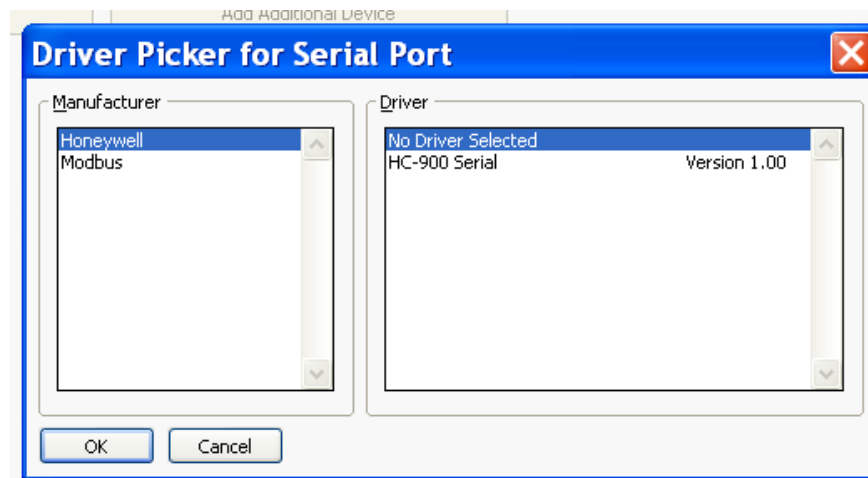 Add Additional Device
Driver Picker for Serial Port
Manufacturer
Driver
Honeywell
Modbus
No Driver Selected
HC-900 Serial Version 1.00
OK
Cancel